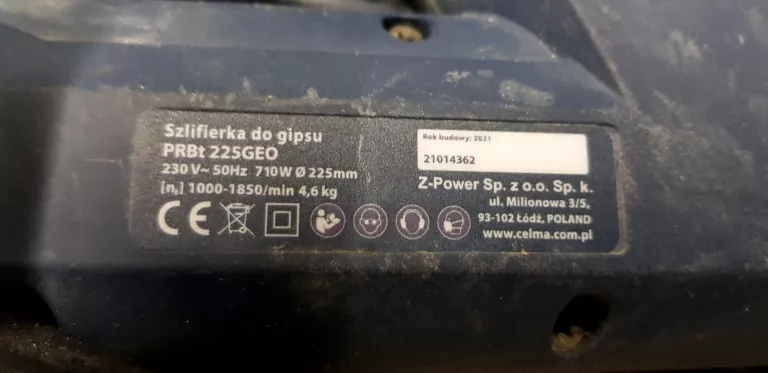 Szlifierka do gipsu
PRBt 225GEO
230 V~ 50Hz 710W Ø 225mm
[n₀] 1000-1850/min 4,6 kg
CE
Rok budowy: 2021
21014362
Z-Power Sp. z o.o. Sp. k.
ul. Milionowa 3/5,
93-102 Łódź, POLAND
www.celma.com.pl